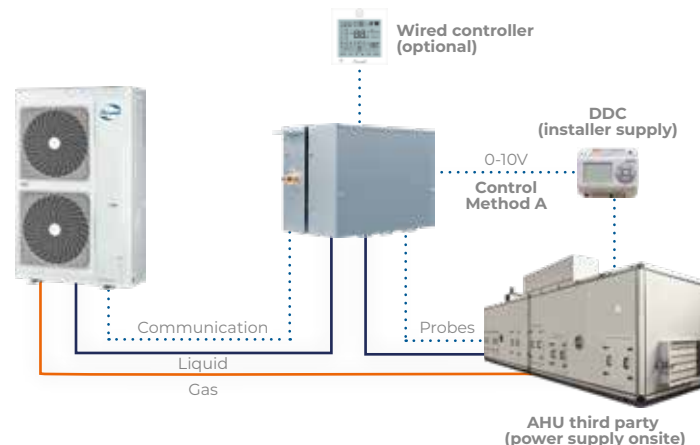 Wired controller
(optional)
DDC
(installer supply)
0-10V
Control
Method A
Communication
Probes
Liquid
Gas
AHU third party
(power supply onsite)